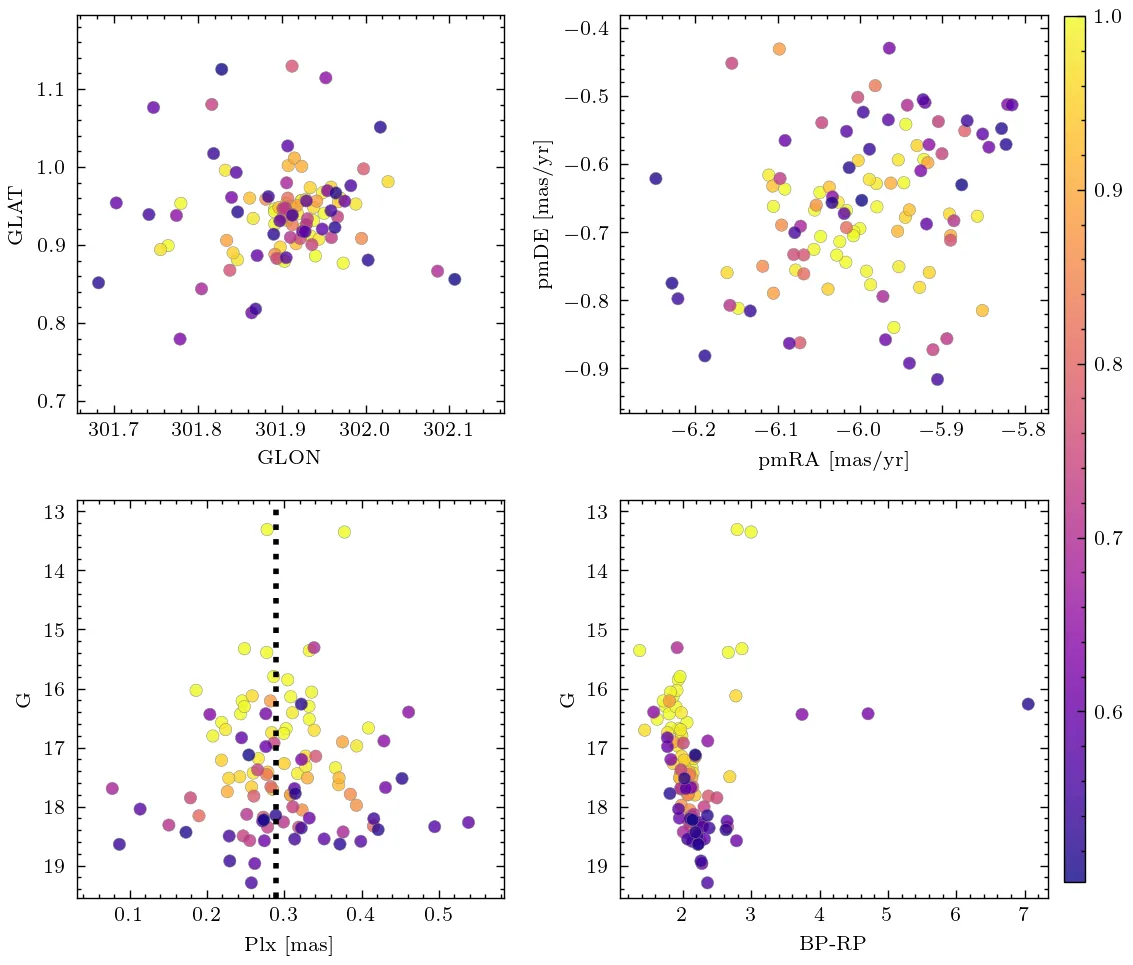 1.1
1.0
0.9
0.8
0.7
GLAT
301.7 301.8 301.9 302.0 302.1
GLON
−0.4
−0.5
−0.6
−0.7
−0.8
−0.9
pmDE [mas/yr]
−6.2 −6.1 −6.0 −5.9 −5.8
pmRA [mas/yr]
1.0
0.9
0.8
0.7
0.6
13
14
15
16
17
18
19
G
0.1 0.2 0.3 0.4 0.5
Plx [mas]
13
14
15
16
17
18
19
G
2 3 4 5 6 7
BP-RP